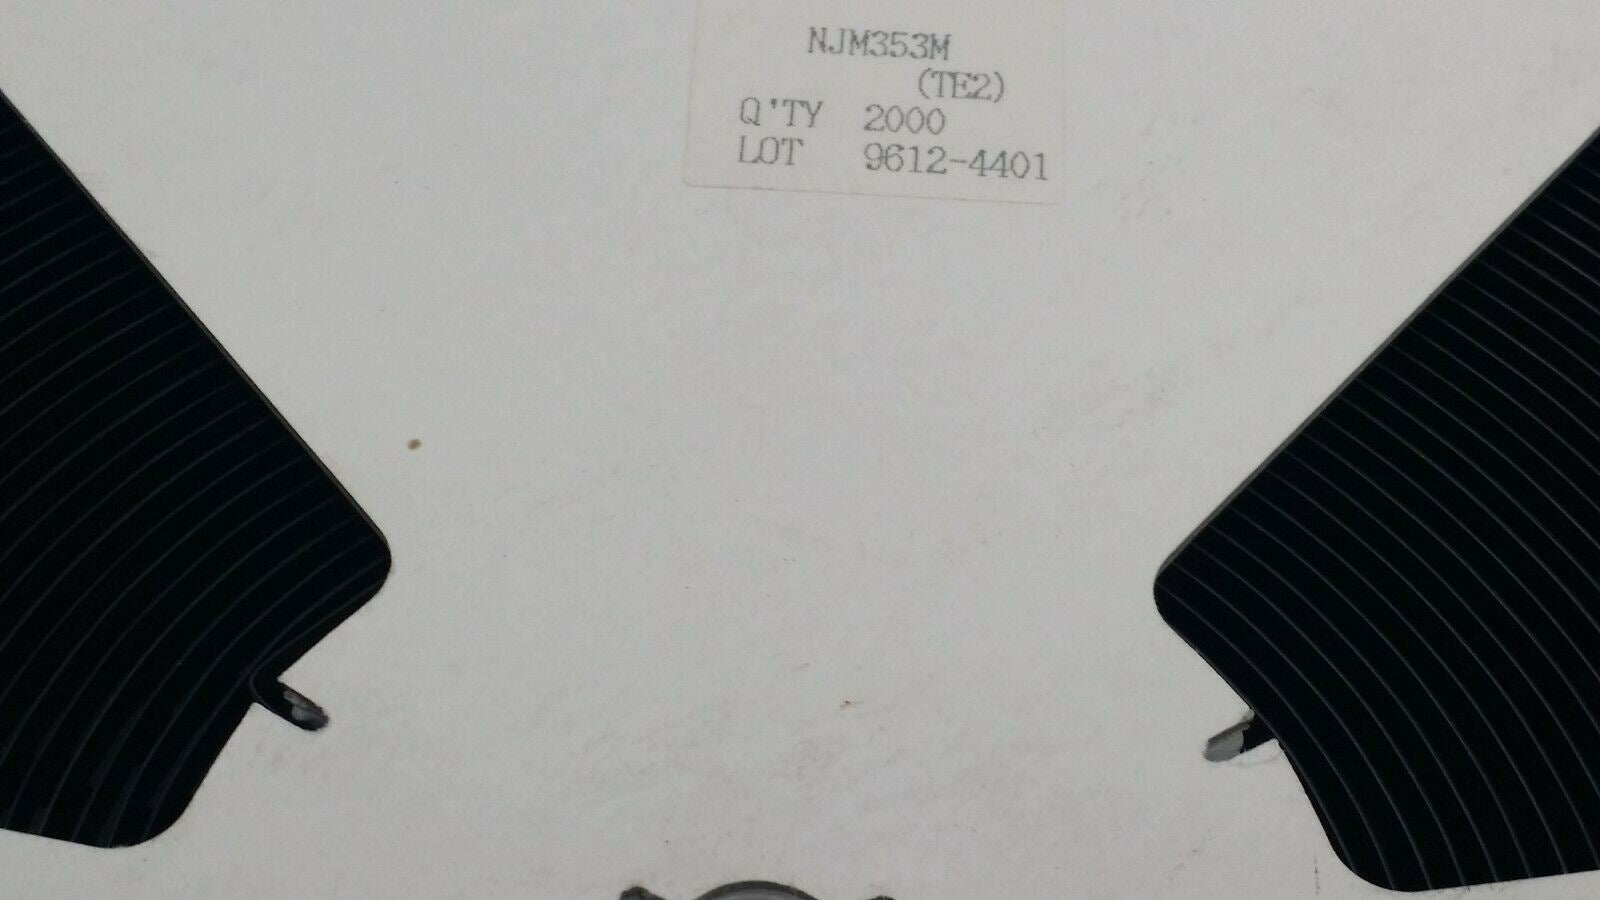 NJM353M
(TE2)
Q'TY 2000
LOT 9612-4401